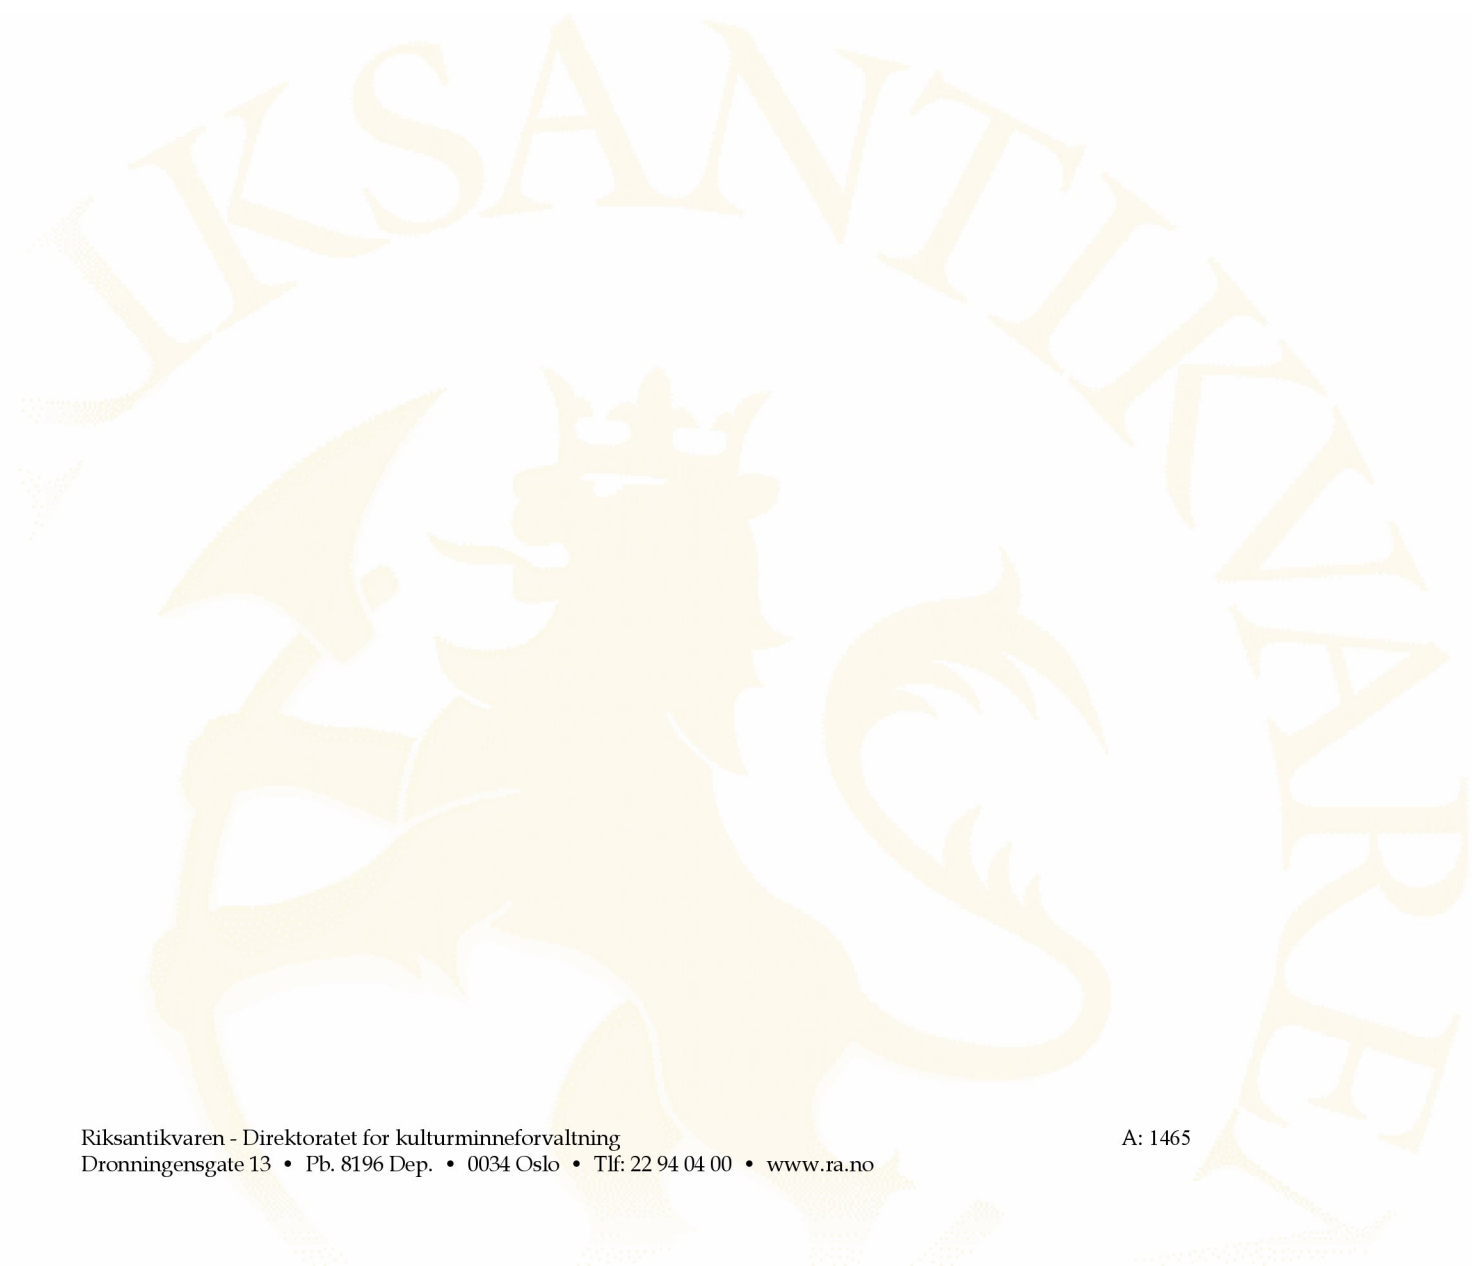 RIKSANTIKVAREN
Riksantikvaren - Direktoratet for kulturminneforvaltning
A: 1465
Dronningensgate 13 • Pb. 8196 Dep. • 0034 Oslo • Tlf: 22 94 04 00 • www.ra.no